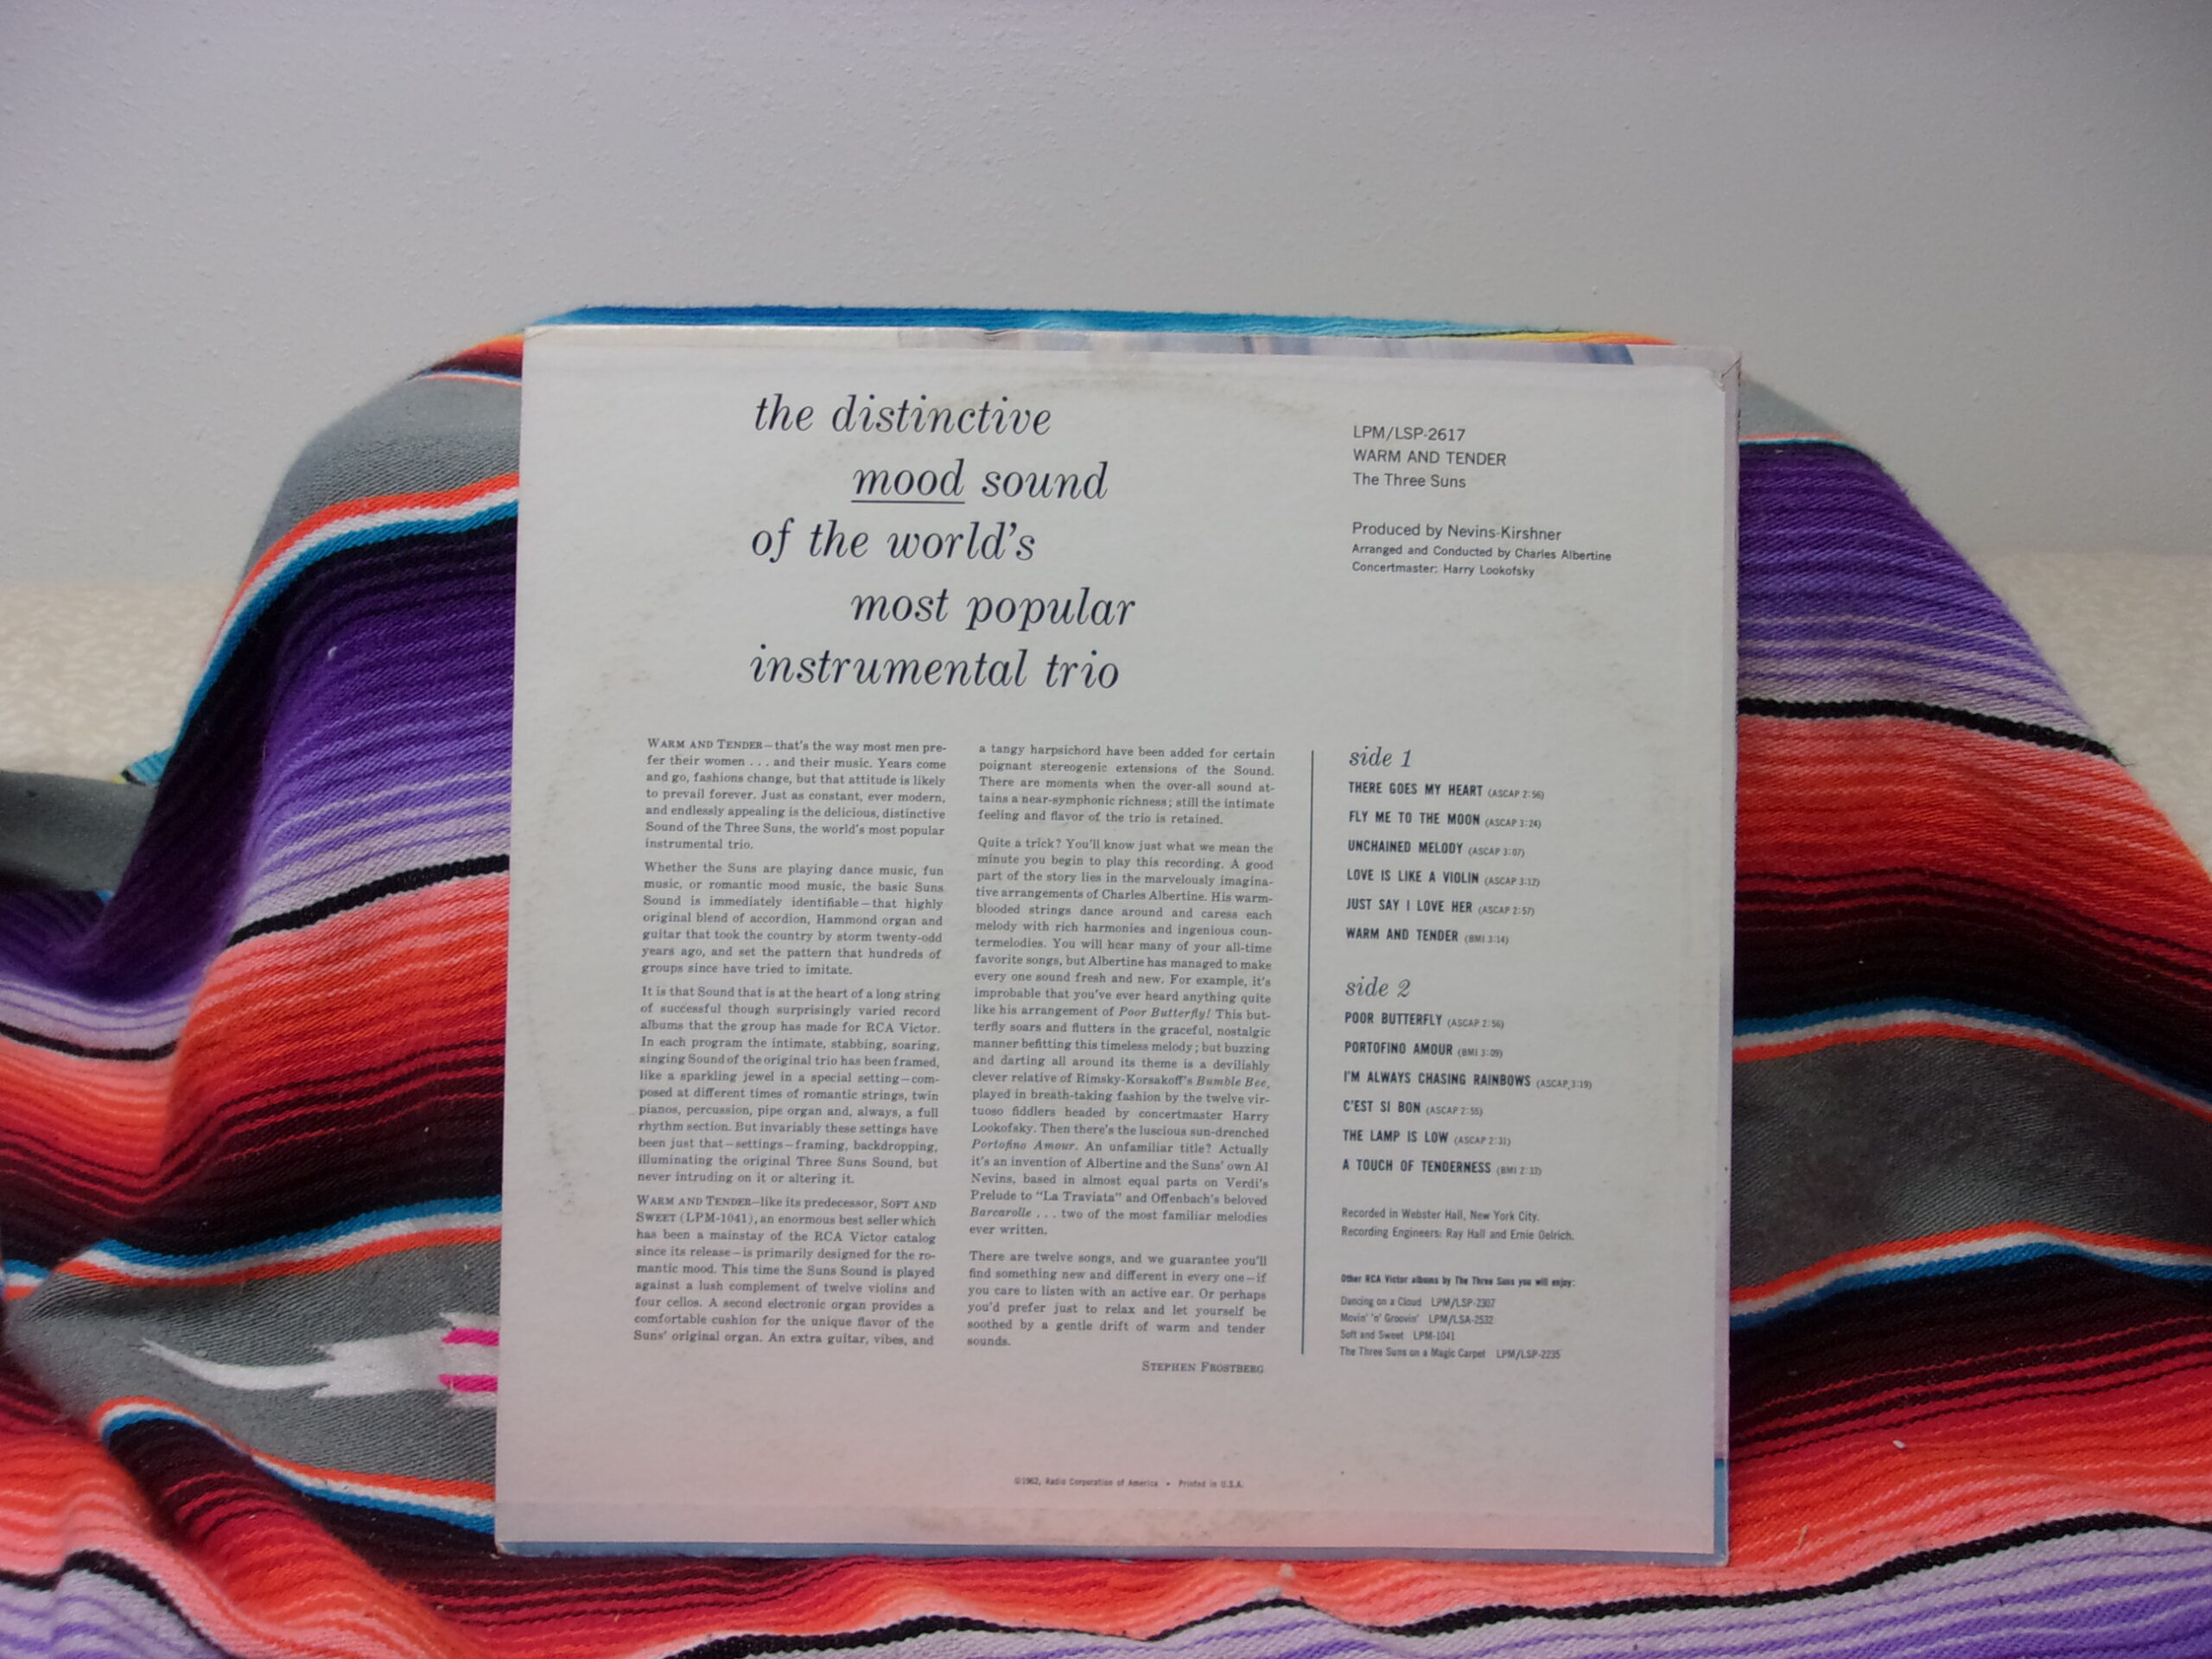 the distinctive
mood sound
of the world's
most popular
instrumental trio
LPM/LSP-2617
WARM AND TENDER
The Three Suns
Produced by Nevins-Kirshner
Arranged and Conducted by Charles Albertine
Concertmaster: Harry Lookofsky
WARM AND TENDER—that's the way most men pre-
fer their women . . . and their music. Years come
and go, fashions change, but that attitude is likely
to prevail forever. Just as constant, ever modern,
and endlessly appealing is the delicious, distinctive
Sound of the Three Suns, the world's most popular
instrumental trio.
Whether the Suns are playing dance music, fun
music, or romantic mood music, the basic Suns
Sound is immediately identifiable—that highly
original blend of accordion, Hammond organ and
guitar that took the country by storm twenty-odd
years ago, and set the pattern that hundreds of
groups since have tried to imitate.
It is that Sound that is at the heart of a long string
of successful though surprisingly varied record
albums that the group has made for RCA Victor.
In each program the intimate, stabbing, soaring,
singing Sound of the original trio has been framed,
like a sparkling jewel in a special setting—com-
posed at different times of romantic strings, twin
pianos, percussion, pipe organ and, always, a full
rhythm section. But invariably these settings have
been just that—settings—framing, backdropping,
illuminating the original Three Suns Sound, but
never intruding on it or altering it.
WARM AND TENDER—like its predecessor, SOFT AND
SWEET (LPM-1041), an enormous best seller which
has been a mainstay of the RCA Victor catalog
since its release—is primarily designed for the ro-
mantic mood. This time the Suns Sound is played
against a lush complement of twelve violins and
four cellos. A second electronic organ provides a
comfortable cushion for the unique flavor of the
Suns' original organ. An extra guitar, vibes, and
a tangy harpsichord have been added for certain
poignant stereogenic extensions of the Sound.
There are moments when the over-all sound at-
tains a near-symphonic richness; still the intimate
feeling and flavor of the trio is retained.
Quite a trick? You'll know just what we mean the
minute you begin to play this recording. A good
part of the story lies in the marvelously imagina-
tive arrangements of Charles Albertine. His warm-
blooded strings dance around and caress each
melody with rich harmonies and ingenious coun-
termelodies. You will hear many of your all-time
favorite songs, but Albertine has managed to make
every one sound fresh and new. For example, it's
improbable that you've ever heard anything quite
like his arrangement of Poor Butterfly! This but-
terfly soars and flutters in the graceful, nostalgic
manner befitting this timeless melody; but buzzing
and darting all around its theme is a devilishly
clever relative of Rimsky-Korsakoff's Bumble Bee,
played in breath-taking fashion by the twelve vir-
tuoso fiddlers headed by concertmaster Harry
Lookofsky. Then there's the luscious sun-drenched
Portofino Amour. An unfamiliar title? Actually
it's an invention of Albertine and the Suns' own Al
Nevins, based in almost equal parts on Verdi's
Prelude to "La Traviata" and Offenbach's beloved
Barcarolle . . . two of the most familiar melodies
ever written.
There are twelve songs, and we guarantee you'll
find something new and different in every one—if
you care to listen with an active ear. Or perhaps
you'd prefer just to relax and let yourself be
soothed by a gentle drift of warm and tender
sounds.
STEPHEN FROSTBERG
side 1
THERE GOES MY HEART (ASCAP 2:56)
FLY ME TO THE MOON (ASCAP 3:24)
UNCHAINED MELODY (ASCAP 3:07)
LOVE IS LIKE A VIOLIN (ASCAP 3:17)
JUST SAY I LOVE HER (ASCAP 2:57)
WARM AND TENDER (BMI 3:14)
side 2
POOR BUTTERFLY (ASCAP 2:56)
PORTOFINO AMOUR (BMI 3:09)
I'M ALWAYS CHASING RAINBOWS (ASCAP 3:19)
C'EST SI BON (ASCAP 2:55)
THE LAMP IS LOW (ASCAP 2:31)
A TOUCH OF TENDERNESS (BMI 2:33)
Recorded in Webster Hall, New York City.
Recording Engineers: Ray Hall and Ernie Oelrich.
Other RCA Victor albums by The Three Suns you will enjoy:
Dancing on a Cloud LPM/LSP-2307
Movin' 'n' Groovin' LPM/LSA-2532
Soft and Sweet LPM-1041
The Three Suns on a Magic Carpet LPM/LSP-2235
©1962, Radio Corporation of America • Printed in U.S.A.